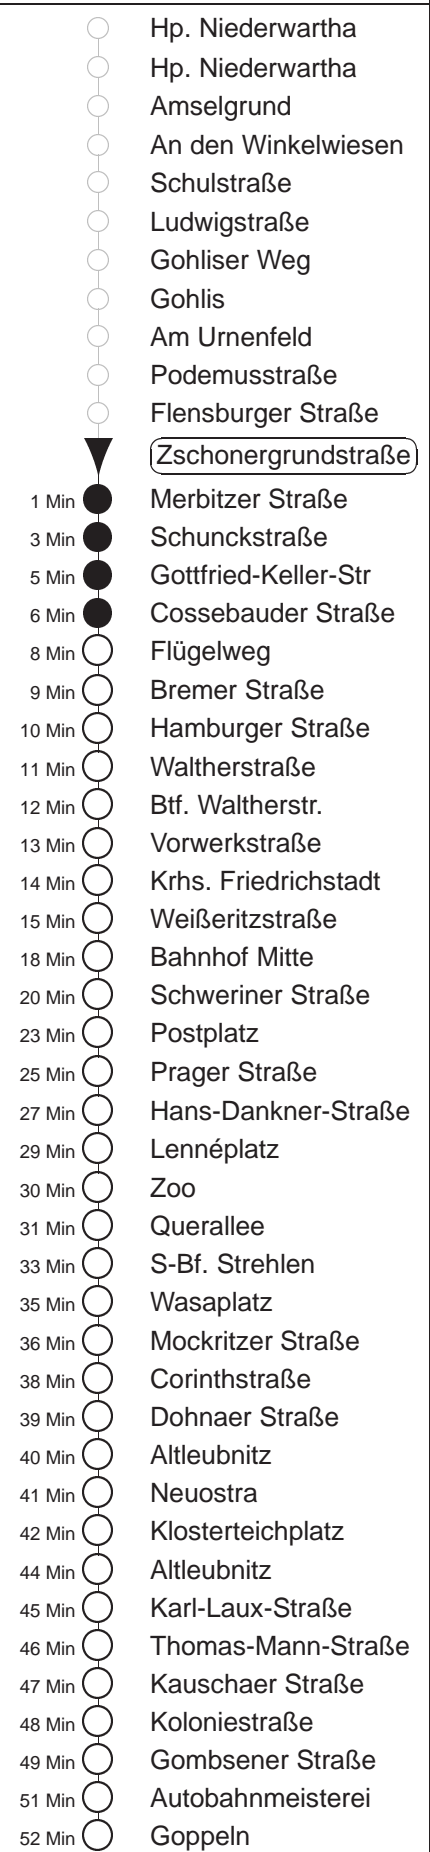 Hp. Niederwartha
Hp. Niederwartha
Amselgrund
An den Winkelwiesen
Schulstraße
Ludwigstraße
Gohliser Weg
Gohlis
Am Urnenfeld
Podemusstraße
Flensburger Straße
Zschonergrundstraße
1 Min Merbitzer Straße
3 Min Schunckstraße
5 Min Gottfried-Keller-Str
6 Min Cossebauder Straße
8 Min Flügelweg
9 Min Bremer Straße
10 Min Hamburger Straße
11 Min Waltherstraße
12 Min Btf. Waltherstr.
13 Min Vorwerkstraße
14 Min Krhs. Friedrichstadt
15 Min Weißeritzstraße
18 Min Bahnhof Mitte
20 Min Schweriner Straße
23 Min Postplatz
25 Min Prager Straße
27 Min Hans-Dankner-Straße
29 Min Lennéplatz
30 Min Zoo
31 Min Querallee
33 Min S-Bf. Strehlen
35 Min Wasaplatz
36 Min Mockritzer Straße
38 Min Corinthstraße
39 Min Dohnaer Straße
40 Min Altleubnitz
41 Min Neuostra
42 Min Klosterteichplatz
44 Min Altleubnitz
45 Min Karl-Laux-Straße
46 Min Thomas-Mann-Straße
47 Min Kauschaer Straße
48 Min Koloniestraße
49 Min Gombsener Straße
51 Min Autobahnmeisterei
52 Min Goppeln